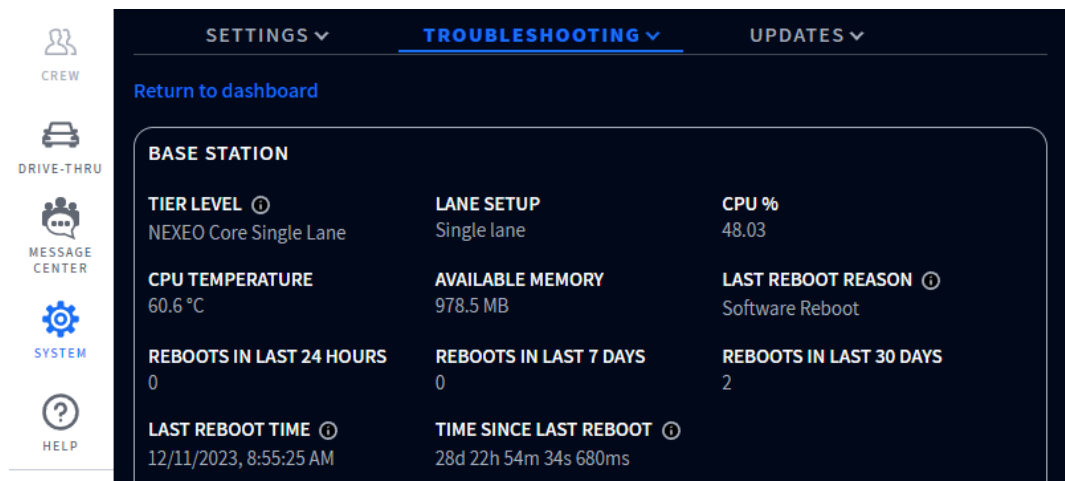 CREW
DRIVE-THRU
MESSAGE
CENTER
SYSTEM
HELP
SETTINGS
TROUBLESHOOTING
UPDATES
Return to dashboard
BASE STATION
TIER LEVEL
NEXEO Core Single Lane
LANE SETUP
Single lane
CPU %
48.03
CPU TEMPERATURE
60.6 °C
AVAILABLE MEMORY
978.5 MB
LAST REBOOT REASON
Software Reboot
REBOOTS IN LAST 24 HOURS
0
REBOOTS IN LAST 7 DAYS
0
REBOOTS IN LAST 30 DAYS
2
LAST REBOOT TIME
12/11/2023, 8:55:25 AM
TIME SINCE LAST REBOOT
28d 22h 54m 34s 680ms